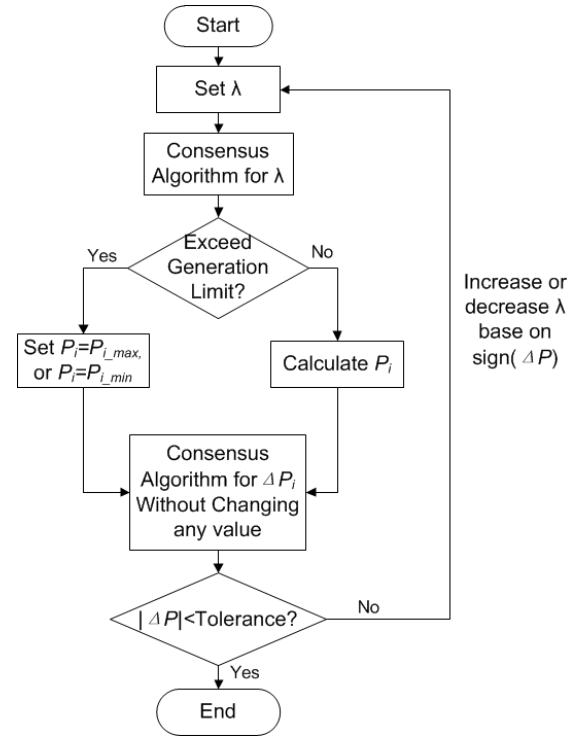 Start
Set λ
Consensus
Algorithm for λ
Exceed
Generation
Limit?
Yes
No
Set Pi=Pi_max,
or Pi=Pi_min
Calculate Pi
Increase or
decrease λ
base on
sign( ΔP)
Consensus
Algorithm for ΔPi
Without Changing
any value
| ΔP|<Tolerance?
No
Yes
End